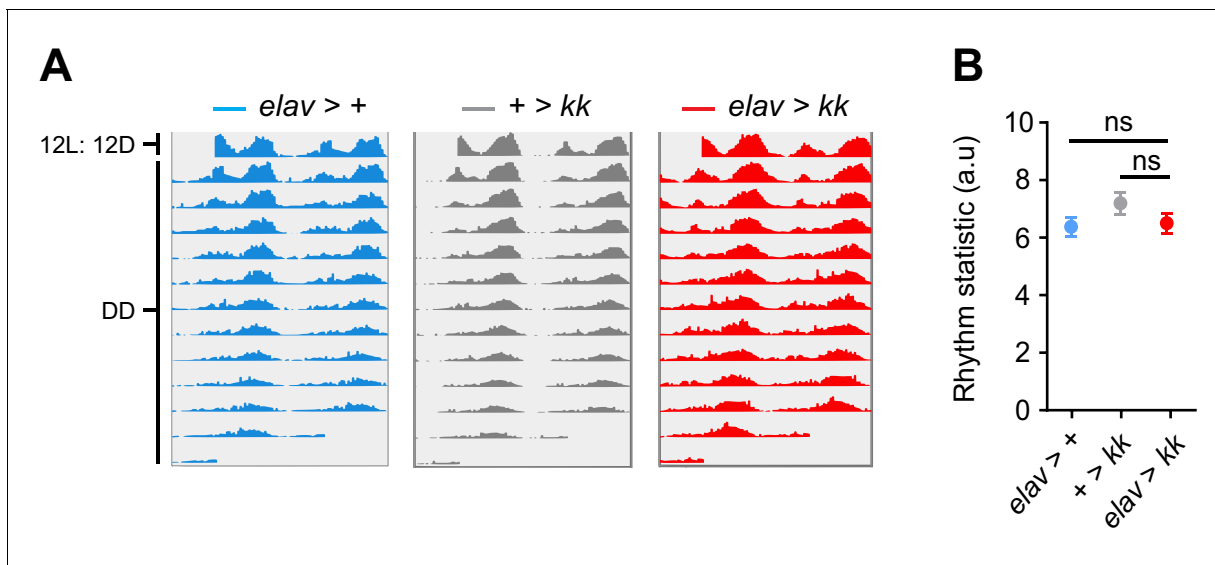 A
elav > +
+ > kk
elav > kk
12L: 12D
DD
B
Rhythm statistic (a.u)
10
8
6
4
2
0
ns
ns
elav > +
+ > kk
elav > kk